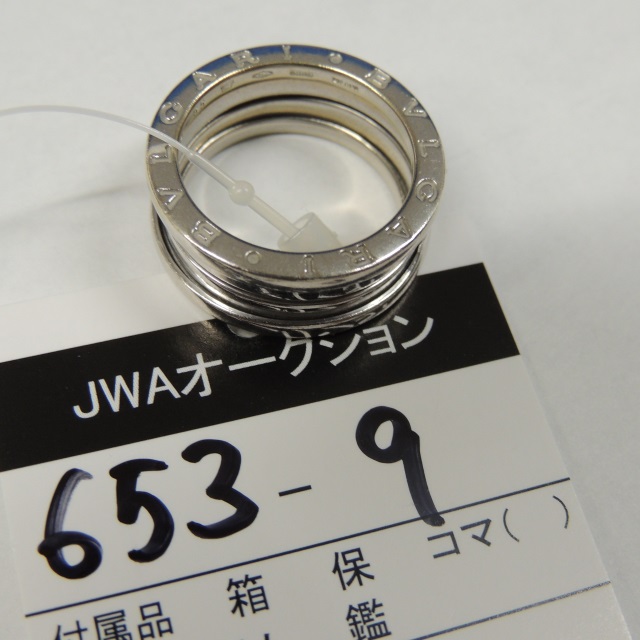 BVLGARI BVLGARI
JWAオークション
653-9
コマ( )
付属品 箱 保
鑑